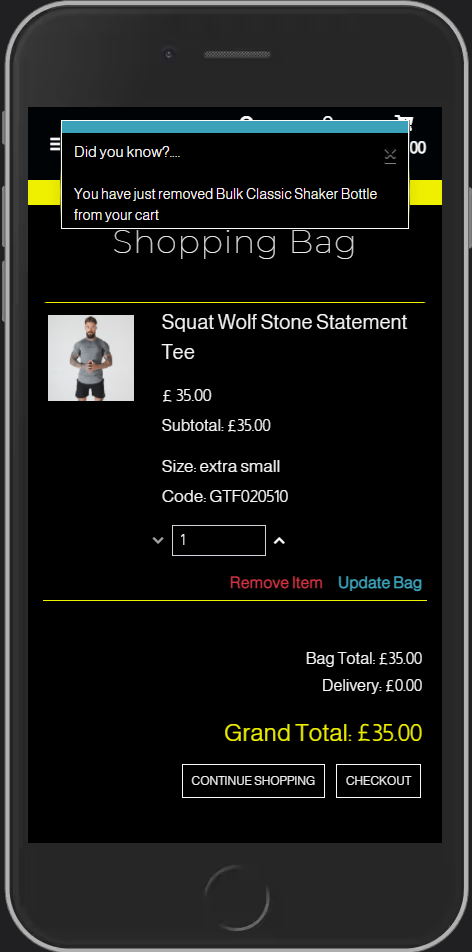 Did you know?....
You have just removed Bulk Classic Shaker Bottle
from your cart
00
Shopping Bag
Squat Wolf Stone Statement
Tee
£ 35.00
Subtotal: £35.00
Size: extra small
Code: GTF020510
1
Remove Item Update Bag
Bag Total: £35.00
Delivery: £0.00
Grand Total: £35.00
CONTINUE SHOPPING CHECKOUT